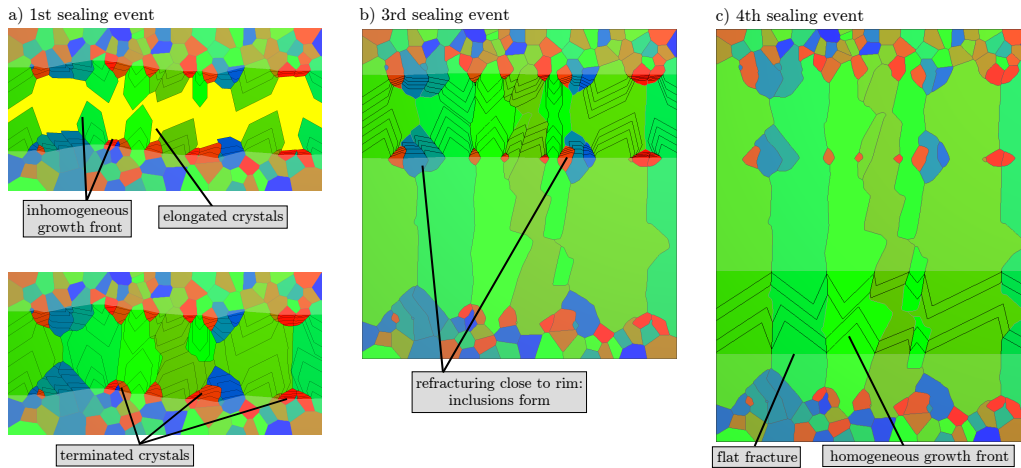 a) 1st sealing event
b) 3rd sealing event
c) 4th sealing event
inhomogeneous
growth front
elongated crystals
terminated crystals
refracturing close to rim:
inclusions form
flat fracture
homogeneous growth front